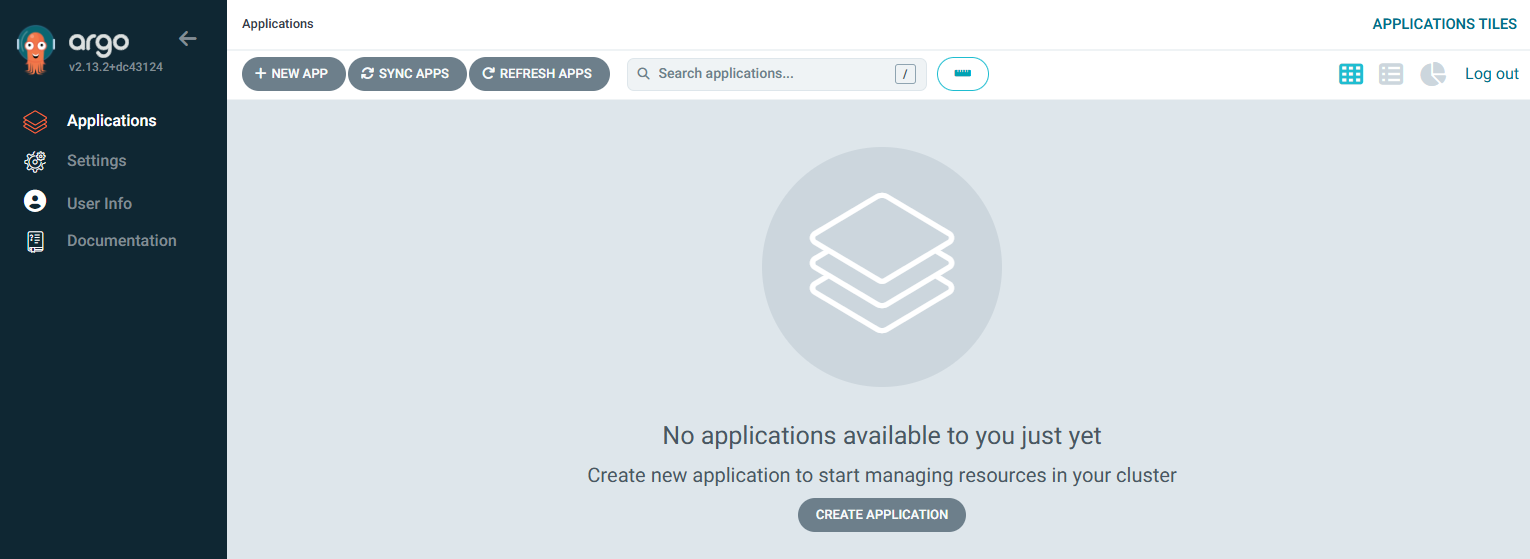 argo
v2.13.2+dc43124
Applications
Settings
User Info
Documentation
Applications
APPLICATIONS TILES
+ NEW APP
SYNC APPS
REFRESH APPS
Search applications...
/
Log out
No applications available to you just yet
Create new application to start managing resources in your cluster
CREATE APPLICATION